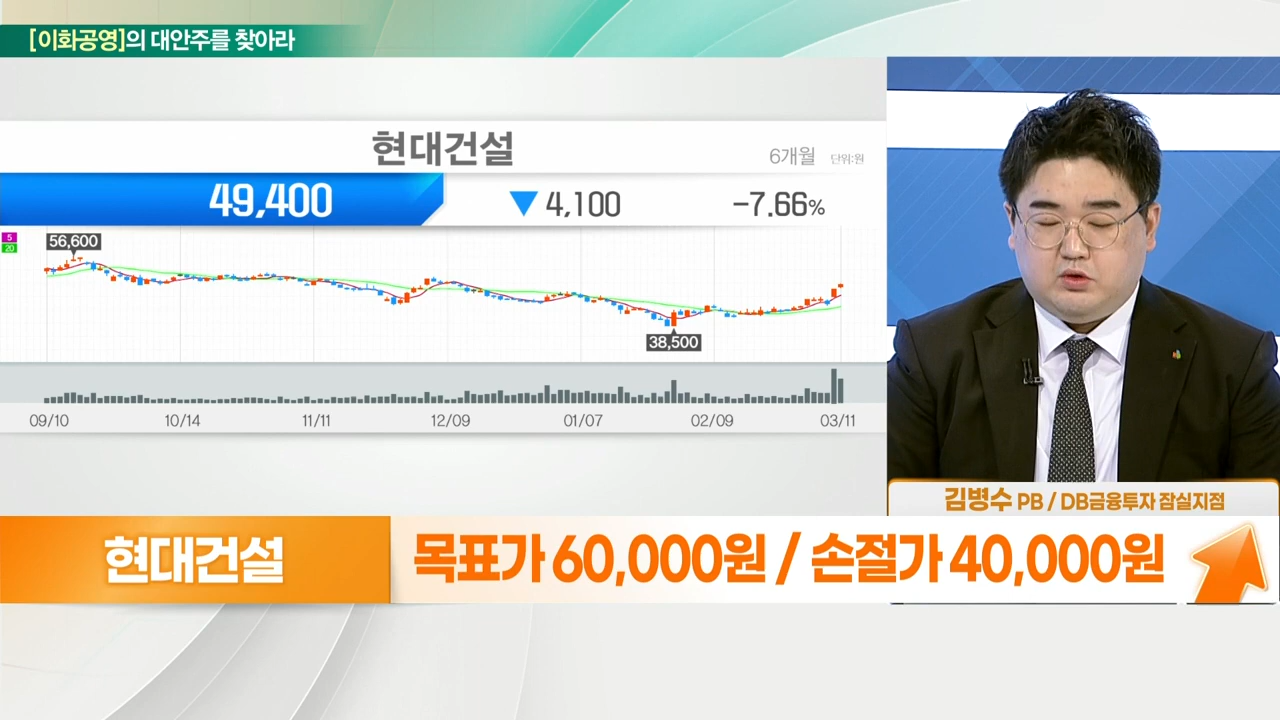 [이화공영]의 대안주를 찾아라
현대건설
6개월 단위:원
49,400 ▼ 4,100 -7.66%
5
20
56,600
38,500
09/10 10/14 11/11 12/09 01/07 02/09 03/11
김병수 PB / DB금융투자 잠실지점
현대건설 목표가 60,000원 / 손절가 40,000원